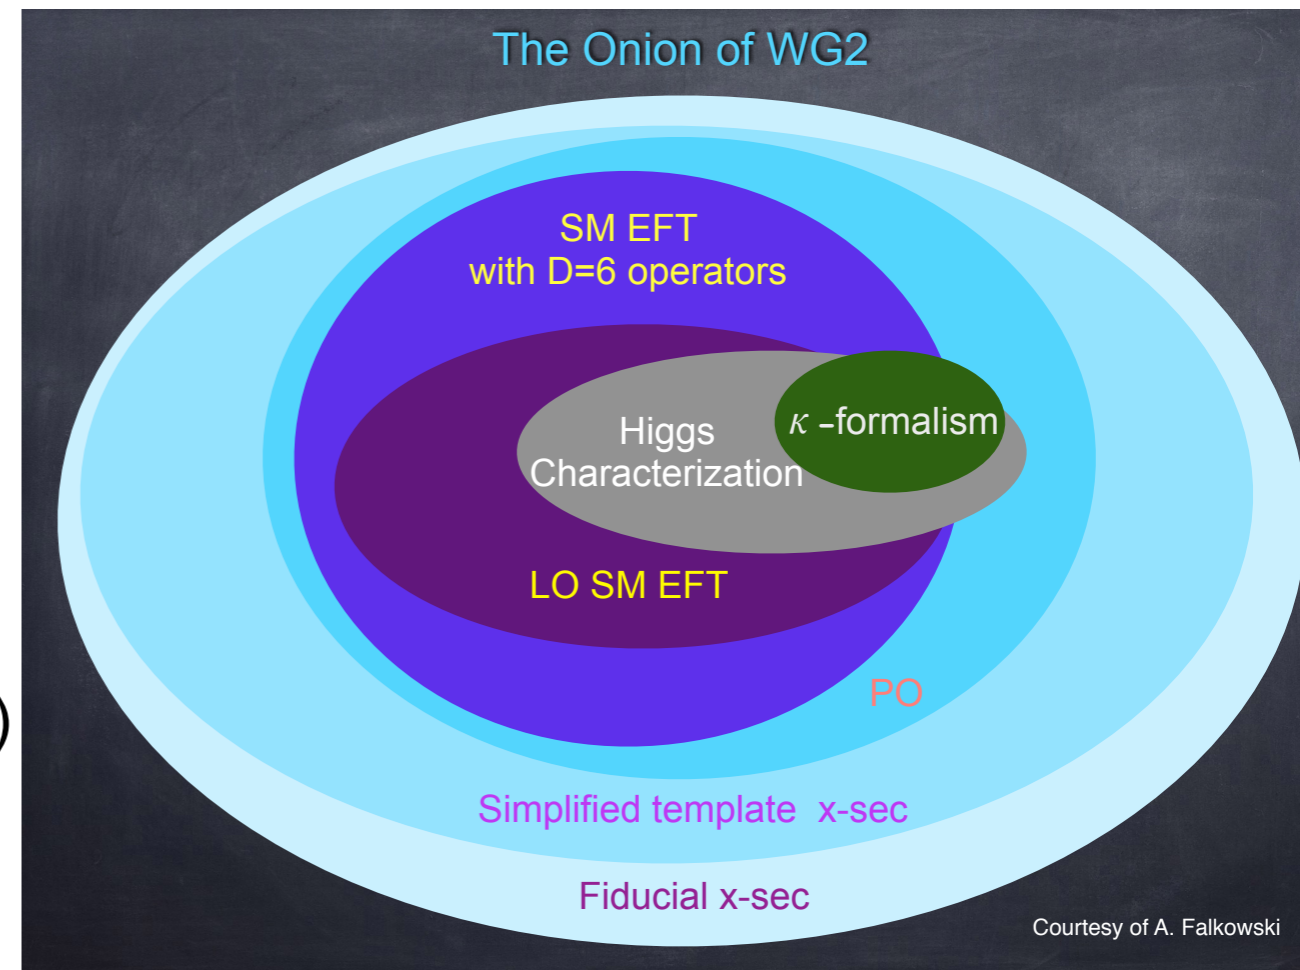 The Onion of WG2
SM EFT
with D=6 operators
κ -formalism
Higgs
Characterization
LO SM EFT
PO
Simplified template x-sec
Fiducial x-sec
Courtesy of A. Falkowski
)